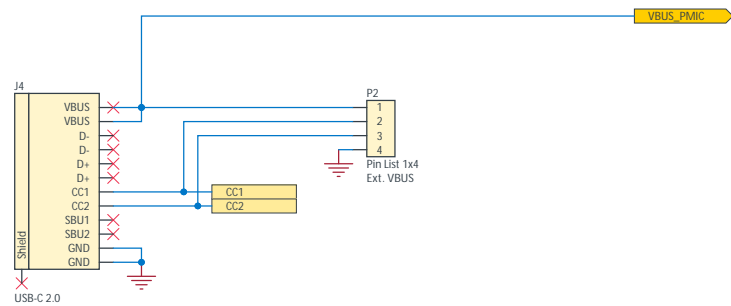 VBUS_PMIC
J4
P2
VBUS
1
VBUS
2
D-
3
D-
4
D+
Pin List 1x4
D+
Ext. VBUS
CC1
CC1
CC2
CC2
SBU1
SBU2
GND
GND
Shield
USB-C 2.0